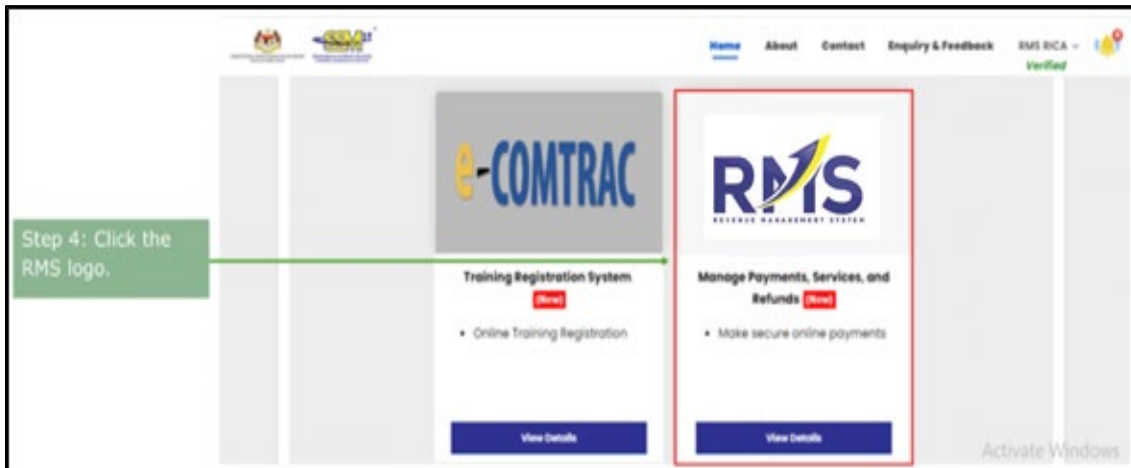 SSM
Home About Contact Enquiry & Feedback RMS RICA
Verified
e-COMTRAC
RMS
REVENUE MANAGEMENT SYSTEM
Step 4: Click the
RMS logo.
Training Registration System
(New)
• Online Training Registration
Manage Payments, Services, and
Refunds (New)
• Make secure online payments
View Details
View Details
Activate Windows